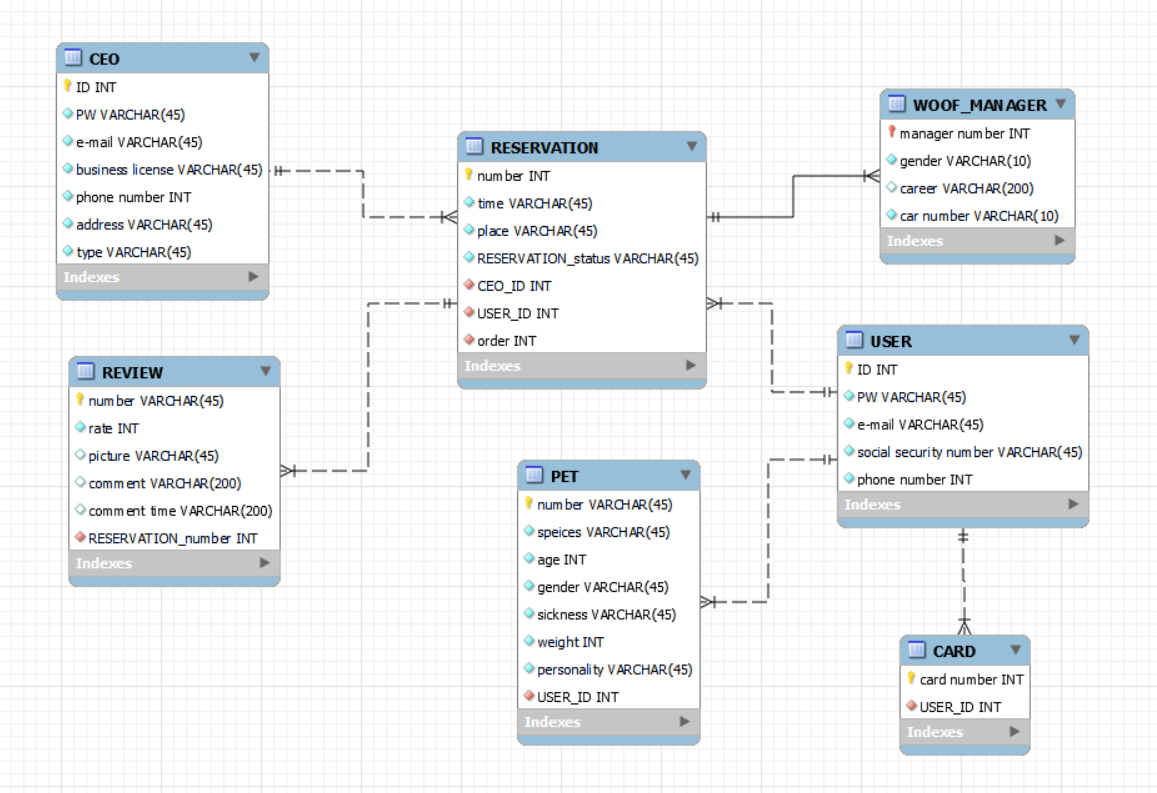 CEO
ID INT
PW VARCHAR(45)
e-mail VARCHAR(45)
business license VARCHAR(45)
phone number INT
address VARCHAR(45)
type VARCHAR(45)
Indexes
RESERVATION
number INT
time VARCHAR(45)
place VARCHAR(45)
RESERVATION_status VARCHAR(45)
CEO_ID INT
USER_ID INT
order INT
Indexes
WOOF_MANAGER
manager number INT
gender VARCHAR(10)
career VARCHAR(200)
car number VARCHAR(10)
Indexes
REVIEW
number VARCHAR(45)
rate INT
picture VARCHAR(45)
comment VARCHAR(200)
comment time VARCHAR(200)
RESERVATION_number INT
Indexes
PET
number VARCHAR(45)
speices VARCHAR(45)
age INT
gender VARCHAR(45)
sickness VARCHAR(45)
weight INT
personality VARCHAR(45)
USER_ID INT
Indexes
USER
ID INT
PW VARCHAR(45)
e-mail VARCHAR(45)
social security number VARCHAR(45)
phone number INT
Indexes
CARD
card number INT
USER_ID INT
Indexes